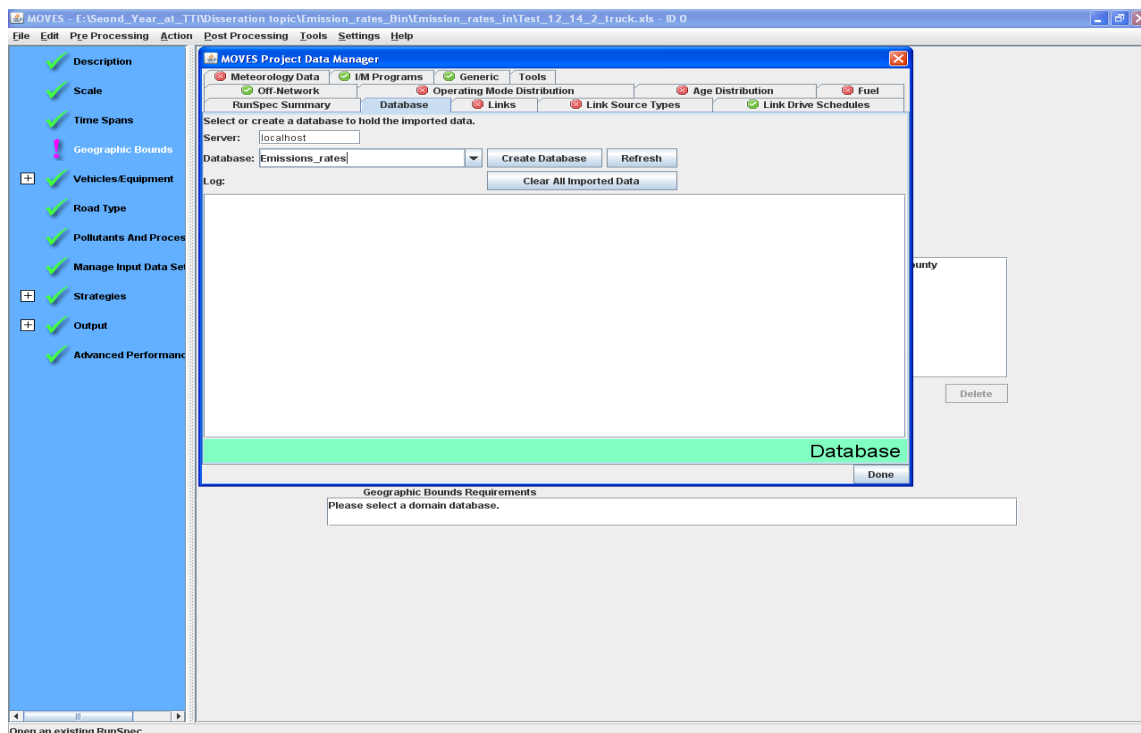 MOVES - E:\Seond_Year_at_TTI\Disseration topic\Emission_rates_Bin\Emission_rates_in\Test_12_14_2_truck.xls - ID 0
File Edit Pre Processing Action Post Processing Tools Settings Help
Description
Scale
Time Spans
Geographic Bounds
Vehicles/Equipment
Road Type
Pollutants And Proces
Manage Input Data Set
Strategies
Output
Advanced Performanc
MOVES Project Data Manager
Meteorology Data I/M Programs Generic Tools
Off-Network Operating Mode Distribution Age Distribution Fuel
RunSpec Summary Database Links Link Source Types Link Drive Schedules
Select or create a database to hold the imported data.
Server: localhost
Database: Emissions_rates Create Database Refresh
Log: Clear All Imported Data
Database
Done
ounty
Delete
Geographic Bounds Requirements
Please select a domain database.
Open an existing RunSpec